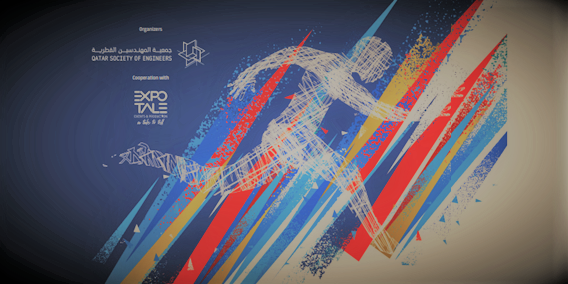 Organisers
جمعية المهندسين القطرية
QATAR SOCIETY OF ENGINEERS
Cooperation with
EXPO
TALE